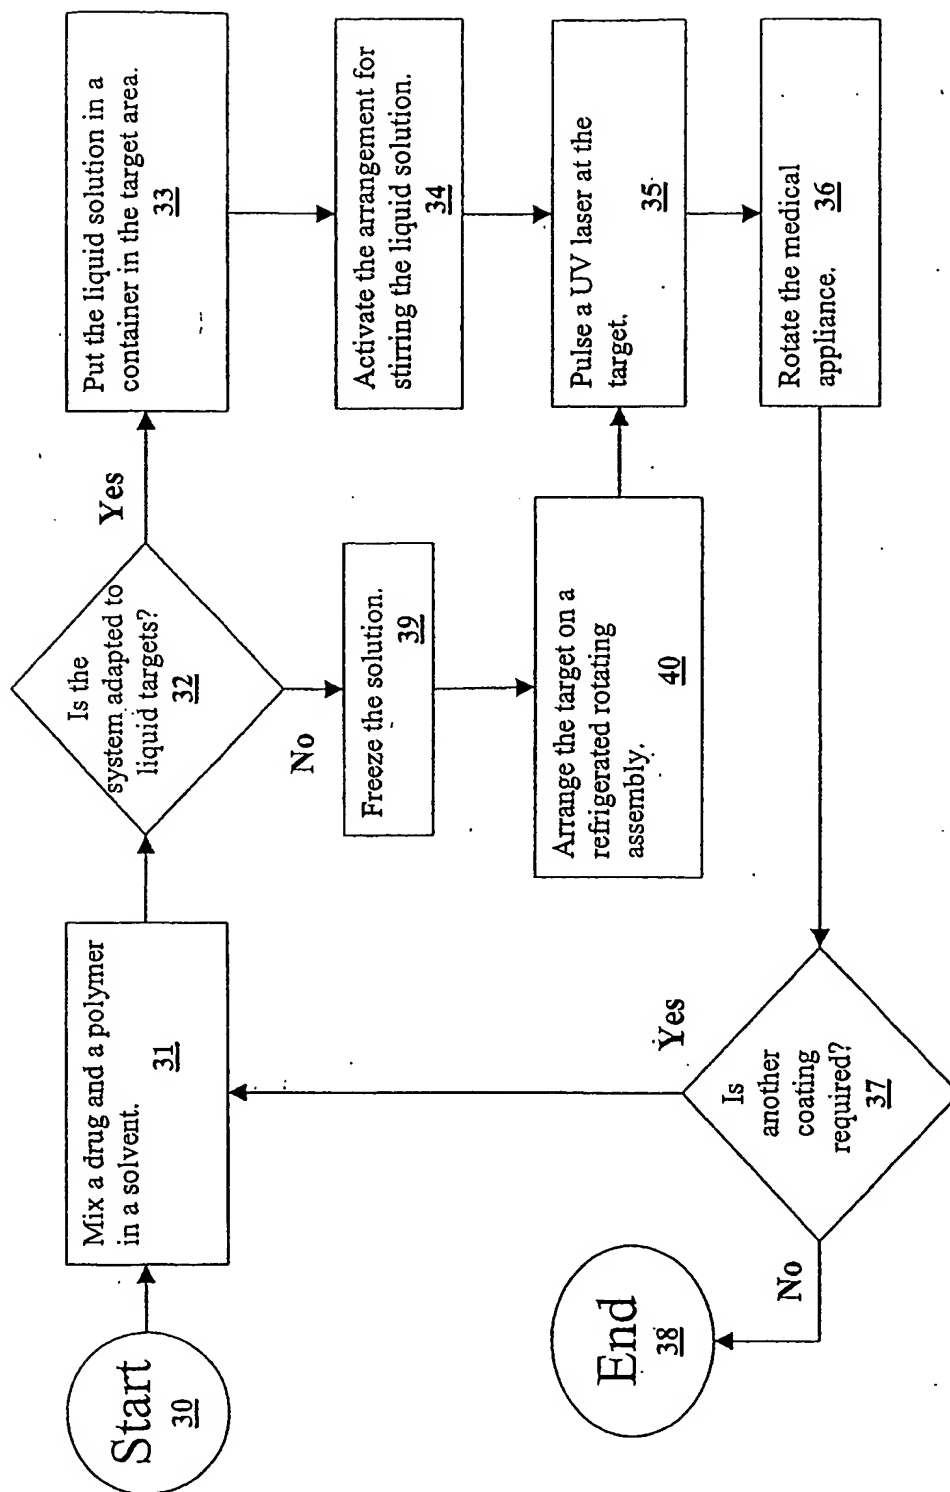 Start
30
Mix a drug and a polymer
in a solvent.
31
Is the
system adapted to
liquid targets?
32
Yes
No
Put the liquid solution in a
container in the target area.
33
Activate the arrangement for
stirring the liquid solution.
34
Freeze the solution.
39
Arrange the target on a
refrigerated rotating
assembly.
40
Pulse a UV laser at the
target.
35
Rotate the medical
appliance.
36
Is
another
coating
required?
37
Yes
No
End
38